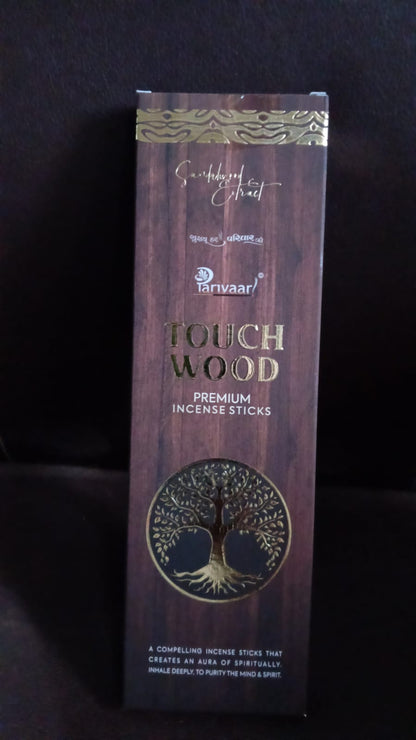 Sandalwood
Extract
Parivaar
TOUCH
WOOD
PREMIUM
INCENSE STICKS
A COMPELLING INCENSE STICKS THAT
CREATES AN AURA OF SPIRITUALLY.
INHALE DEEPLY, TO PURITY THE MIND & SPIRIT.